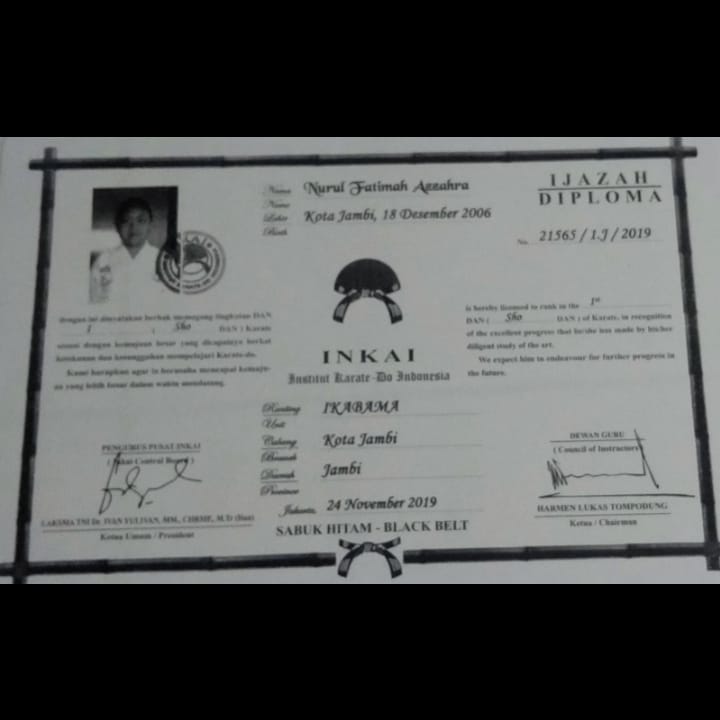 IJAZAH
DIPLOMA
No. 21565 / 1.J / 2019
Nama
Name
Nurul Fatimah Azzahra
Lahir
Birth
Kota Jambi, 18 Desember 2006
INKAI
dengan ini dinyatakan berhak memegang tingkatan DAN
1 ( Sho DAN ) Karate
sesuai dengan kemajuan besar yang dicapainya berkat
ketekunan dan kesungguhan mempelajari Karate-do.
Kami harapkan agar ia berusaha mencapai kemaju-
an yang lebih besar dalam waktu mendatang.
is hereby licensed to rank in the 1st
DAN ( Sho DAN ) of Karate, in recognition
of the excellent progress that he/she has made by his/her
diligent study of the art.
We expect him to endeavour for further progress in
the future.
INKAI
Institut Karate-Do Indonesia
Ranting
Unit
IKABAMA
Cabang
Branch
Kota Jambi
Daerah
Province
Jambi
Jakarta, 24 November 2019
SABUK HITAM - BLACK BELT
PENGURUS PUSAT INKAI
( Inkai Central Board )
LAKSMA TNI Dr. IVAN YULIVAN, MM., CHRMP., M.Tr (Han)
Ketua Umum / President
DEWAN GURU
( Council of Instructors )
HARMEN LUKAS TOMPODUNG
Ketua / Chairman